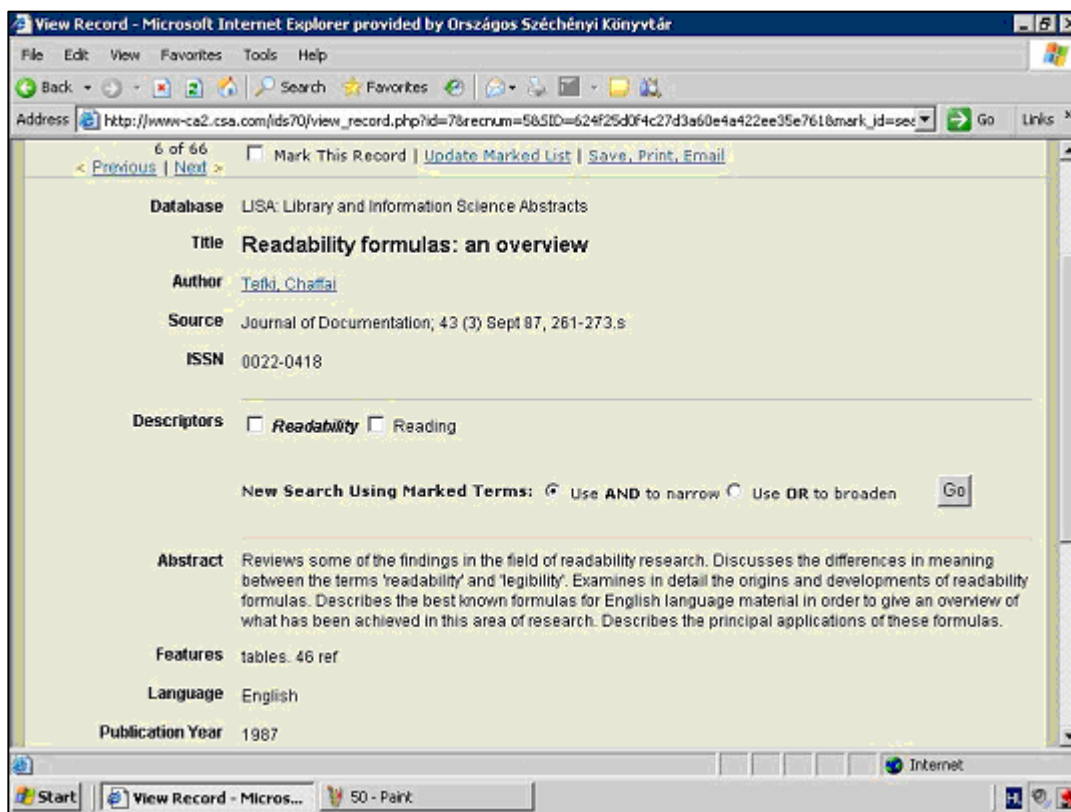 View Record - Microsoft Internet Explorer provided by Országos Széchényi Könyvtár
File Edit View Favorites Tools Help
Back Search Favorites
Address http://www-ca2.csa.com/ids70/view_record.php?id=7&recnum=5&SID=624f25d0f4c27d3a60e4a422ee35e761&mark_id=se Go Links
6 of 66
< Previous | Next >
Mark This Record | Update Marked List | Save, Print, Email
Database LISA: Library and Information Science Abstracts
Title Readability formulas: an overview
Author Tefki, Chaffai
Source Journal of Documentation; 43 (3) Sept 87, 261-273.s
ISSN 0022-0418
Descriptors Readability Reading
New Search Using Marked Terms: Use AND to narrow Use OR to broaden Go
Abstract Reviews some of the findings in the field of readability research. Discusses the differences in meaning
between the terms 'readability' and 'legibility'. Examines in detail the origins and developments of readability
formulas. Describes the best known formulas for English language material in order to give an overview of
what has been achieved in this area of research. Describes the principal applications of these formulas.
Features tables. 46 ref
Language English
Publication Year 1987
Internet
Start View Record - Micros... 50 - Paint HU